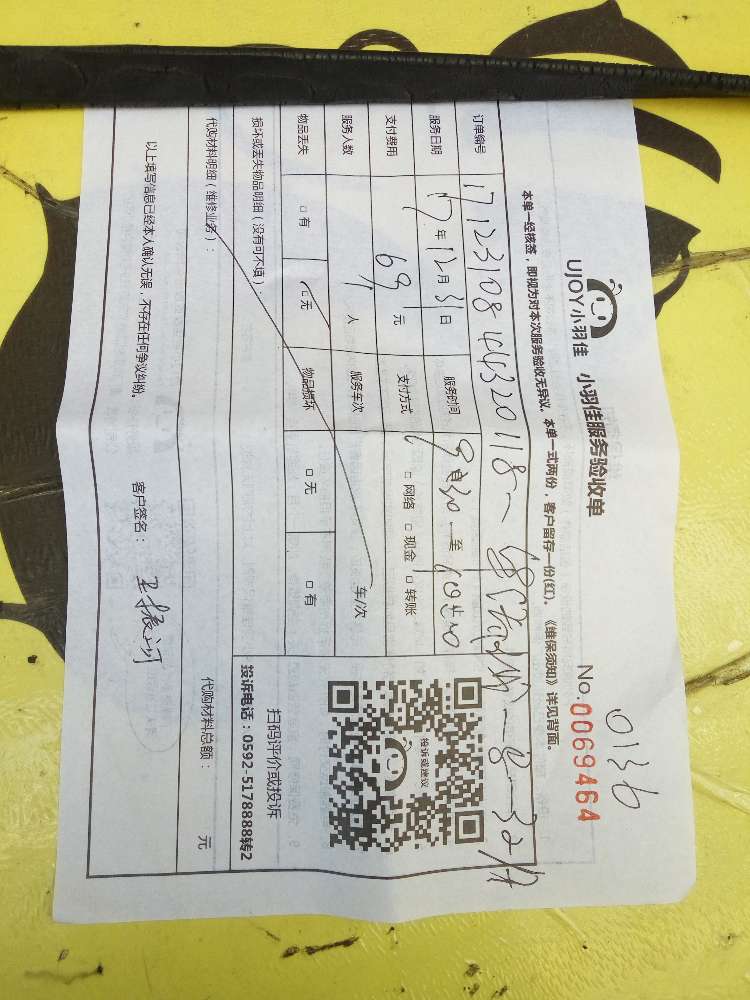 0136
UJOY小羽佳 小羽佳服务验收单 No.0069464
本单一经核签，即视为对本次服务验收无异议。本单一式两份，客户留存一份(红)。《维保须知》详见背面。
订单编号 1712310844320118
服务日期 17年12月31日 服务时间 9:30至10:30
支付费用 69元 支付方式 □网络 □现金 □转账
服务人数 1人 服务车次 车/次
物品丢失 □有 □无 物品损坏 □无 □有
损坏或丢失物品明细（没有可不填）：
投诉或建议
扫码评价或投诉
投诉电话：0592-5178888转2
代购材料明细（维修业务）： 代购材料总额： 元
以上填写信息已经本人确认无误，不存在任何争议纠纷。 客户签名：